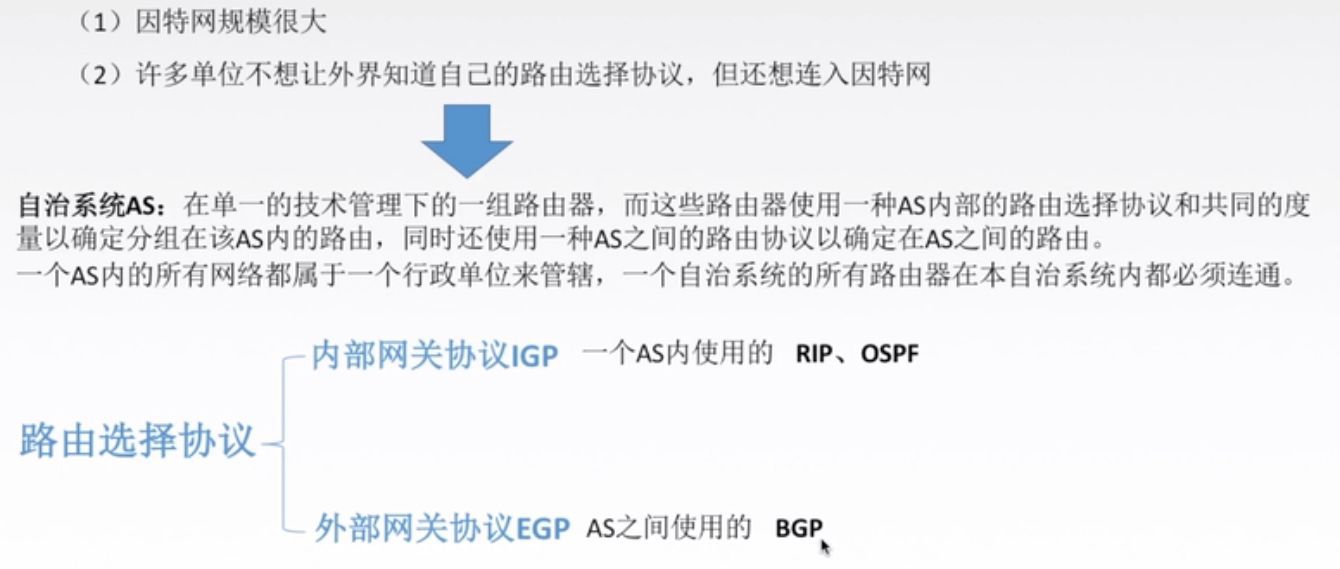 （1）因特网规模很大
（2）许多单位不想让外界知道自己的路由选择协议，但还想连入因特网
自治系统AS：在单一的技术管理下的一组路由器，而这些路由器使用一种AS内部的路由选择协议和共同的度
量以确定分组在该AS内的路由，同时还使用一种AS之间的路由协议以确定在AS之间的路由。
一个AS内的所有网络都属于一个行政单位来管辖，一个自治系统的所有路由器在本自治系统内都必须连通。
内部网关协议IGP 一个AS内使用的 RIP、OSPF
路由选择协议
外部网关协议EGP AS之间使用的 BGP